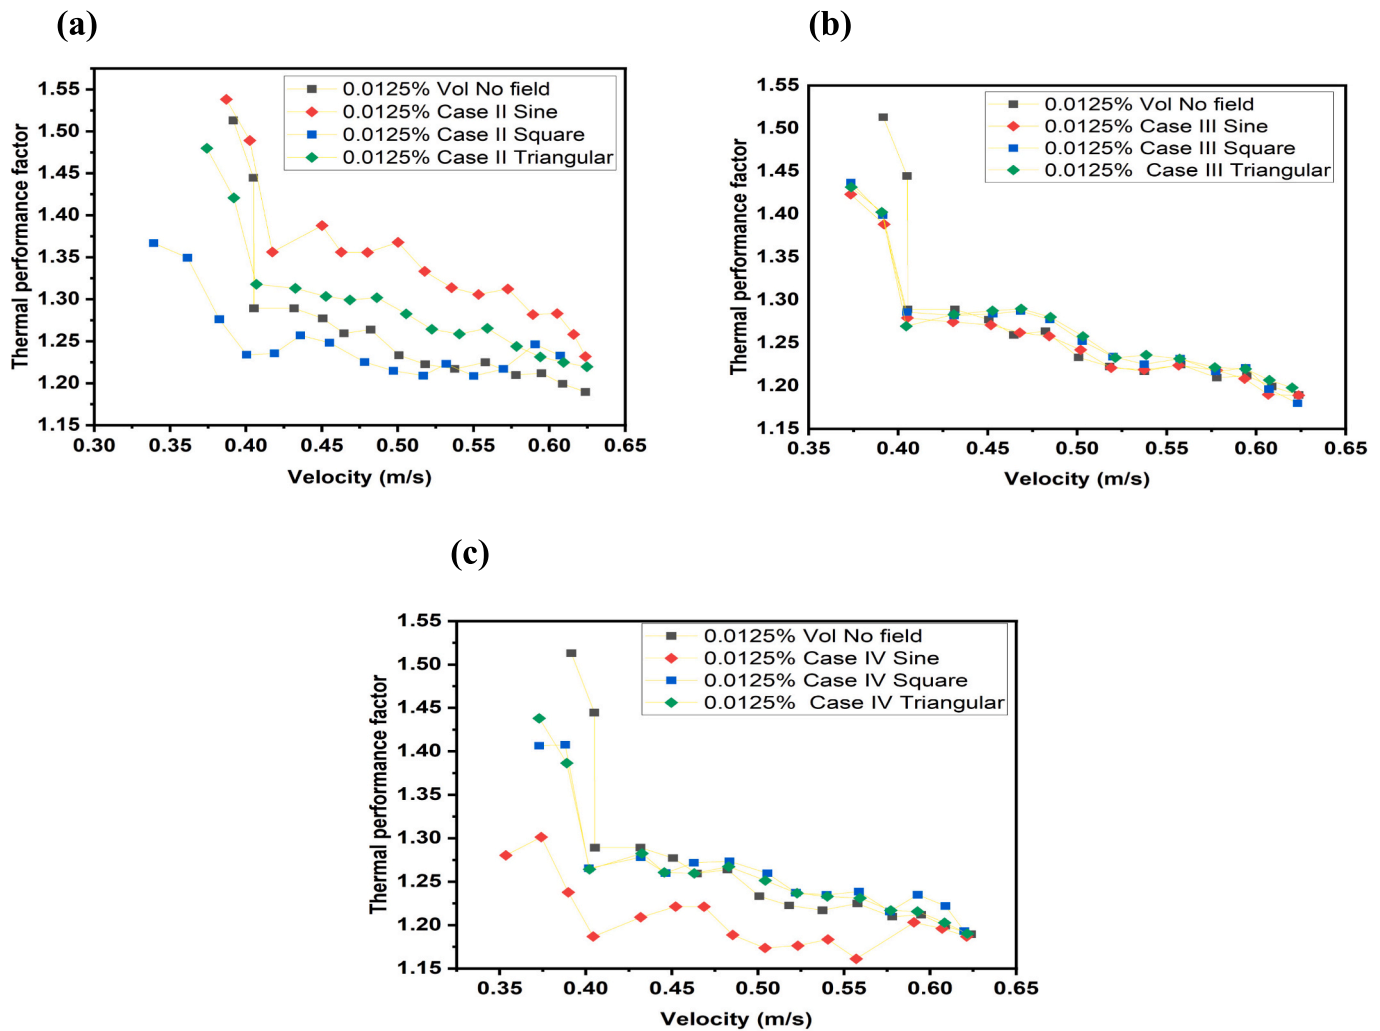 (a)
1.55
1.50
1.45
1.40
1.35
1.30
1.25
1.20
1.15
0.30 0.35 0.40 0.45 0.50 0.55 0.60 0.65
Thermal performance factor
Velocity (m/s)
0.0125% Vol No field
0.0125% Case II Sine
0.0125% Case II Square
0.0125% Case II Triangular
(b)
1.55
1.50
1.45
1.40
1.35
1.30
1.25
1.20
1.15
0.35 0.40 0.45 0.50 0.55 0.60 0.65
Thermal performance factor
Velocity (m/s)
0.0125% Vol No field
0.0125% Case III Sine
0.0125% Case III Square
0.0125% Case III Triangular
(c)
1.55
1.50
1.45
1.40
1.35
1.30
1.25
1.20
1.15
0.35 0.40 0.45 0.50 0.55 0.60 0.65
Thermal performance factor
Velocity (m/s)
0.0125% Vol No field
0.0125% Case IV Sine
0.0125% Case IV Square
0.0125% Case IV Triangular